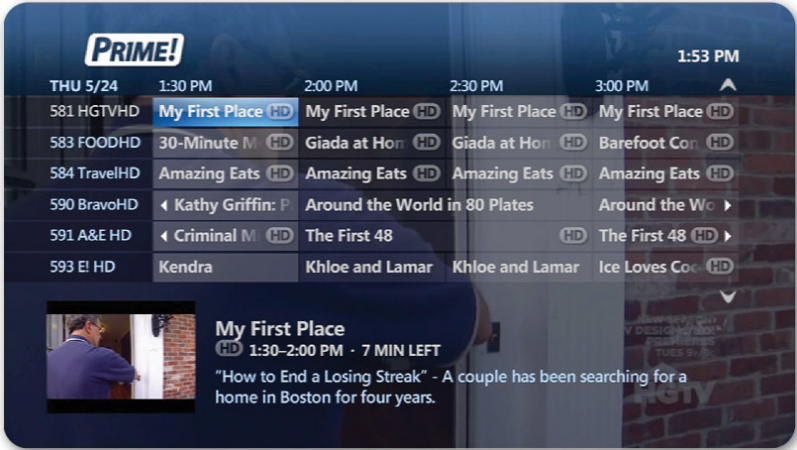 PRIME!
1:53 PM
THU 5/24 1:30 PM 2:00 PM 2:30 PM 3:00 PM
581 HGTVHD My First Place HD My First Place HD My First Place HD My First Place HD
583 FOODHD 30-Minute M HD Giada at Hom HD Giada at Hom HD Barefoot Con HD
584 TravelHD Amazing Eats HD Amazing Eats HD Amazing Eats HD Amazing Eats HD
590 BravoHD Kathy Griffin: P Around the World in 80 Plates Around the Wo
591 A&E HD Criminal M HD The First 48 HD The First 48 HD
593 E! HD Kendra Khloe and Lamar Khloe and Lamar Ice Loves Coc HD
My First Place
HD 1:30–2:00 PM · 7 MIN LEFT
"How to End a Losing Streak" - A couple has been searching for a
home in Boston for four years.
PREMIERES
TUES
HGTV